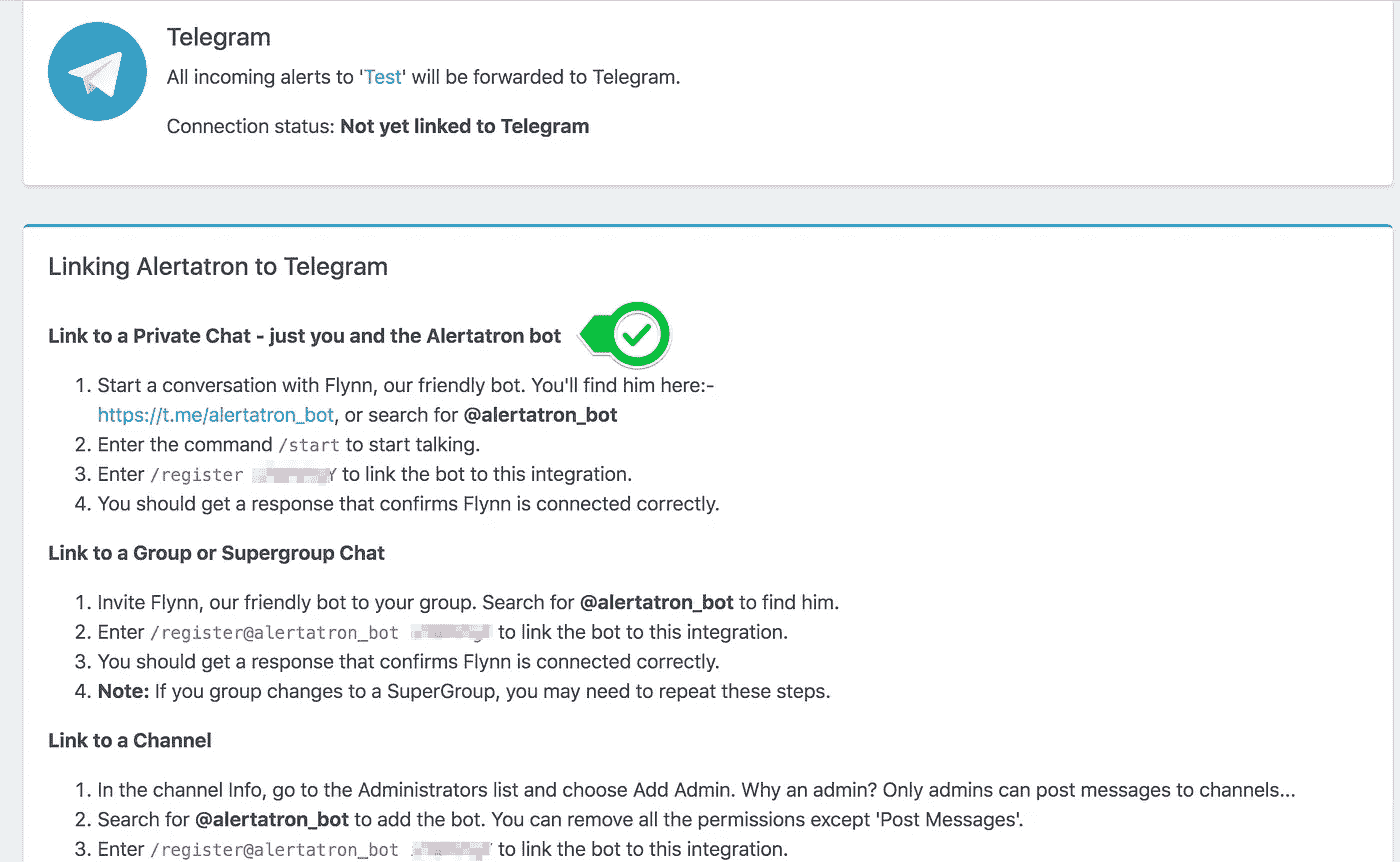 Telegram
All incoming alerts to 'Test' will be forwarded to Telegram.
Connection status: Not yet linked to Telegram
Linking Alertatron to Telegram
Link to a Private Chat - just you and the Alertatron bot
1. Start a conversation with Flynn, our friendly bot. You'll find him here:-
https://t.me/alertatron_bot, or search for @alertatron_bot
2. Enter the command /start to start talking.
3. Enter /register to link the bot to this integration.
4. You should get a response that confirms Flynn is connected correctly.
Link to a Group or Supergroup Chat
1. Invite Flynn, our friendly bot to your group. Search for @alertatron_bot to find him.
2. Enter /register@alertatron_bot to link the bot to this integration.
3. You should get a response that confirms Flynn is connected correctly.
4. Note: If you group changes to a SuperGroup, you may need to repeat these steps.
Link to a Channel
1. In the channel Info, go to the Administrators list and choose Add Admin. Why an admin? Only admins can post messages to channels...
2. Search for @alertatron_bot to add the bot. You can remove all the permissions except 'Post Messages'.
3. Enter /register@alertatron_bot to link the bot to this integration.